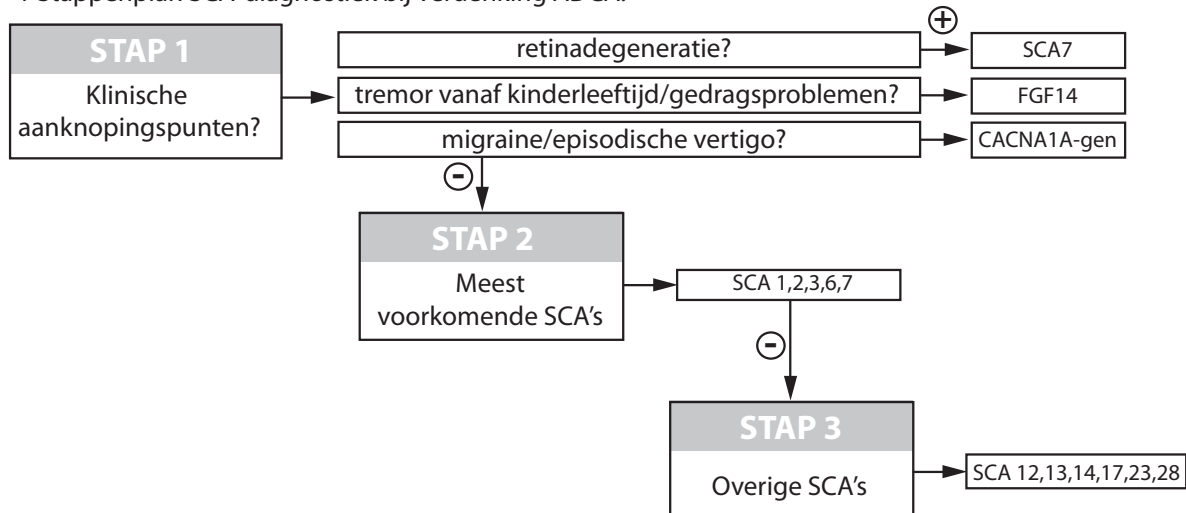 STAP 1
Klinische
aanknopingspunten?
retinadegeneratie?
+
SCA7
tremor vanaf kinderleeftijd/gedragsproblemen?
FGF14
migraine/episodische vertigo?
CACNA1A-gen
-
STAP 2
Meest
voorkomende SCA's
SCA 1,2,3,6,7
-
STAP 3
Overige SCA's
SCA 12,13,14,17,23,28